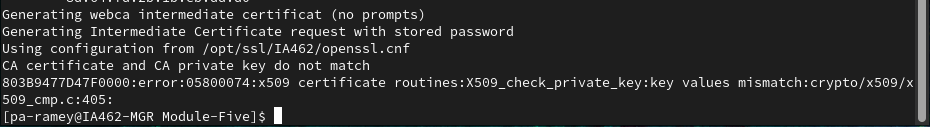 Generating webca intermediate certificat (no prompts)
Generating Intermediate Certificate request with stored password
Using configuration from /opt/ssl/IA462/openssl.cnf
CA certificate and CA private key do not match
803B9477D47F0000:error:05800074:x509 certificate routines:X509_check_private_key:key values mismatch:crypto/x509/x
509_cmp.c:405:
[pa-ramey@IA462-MGR Module-Five]$